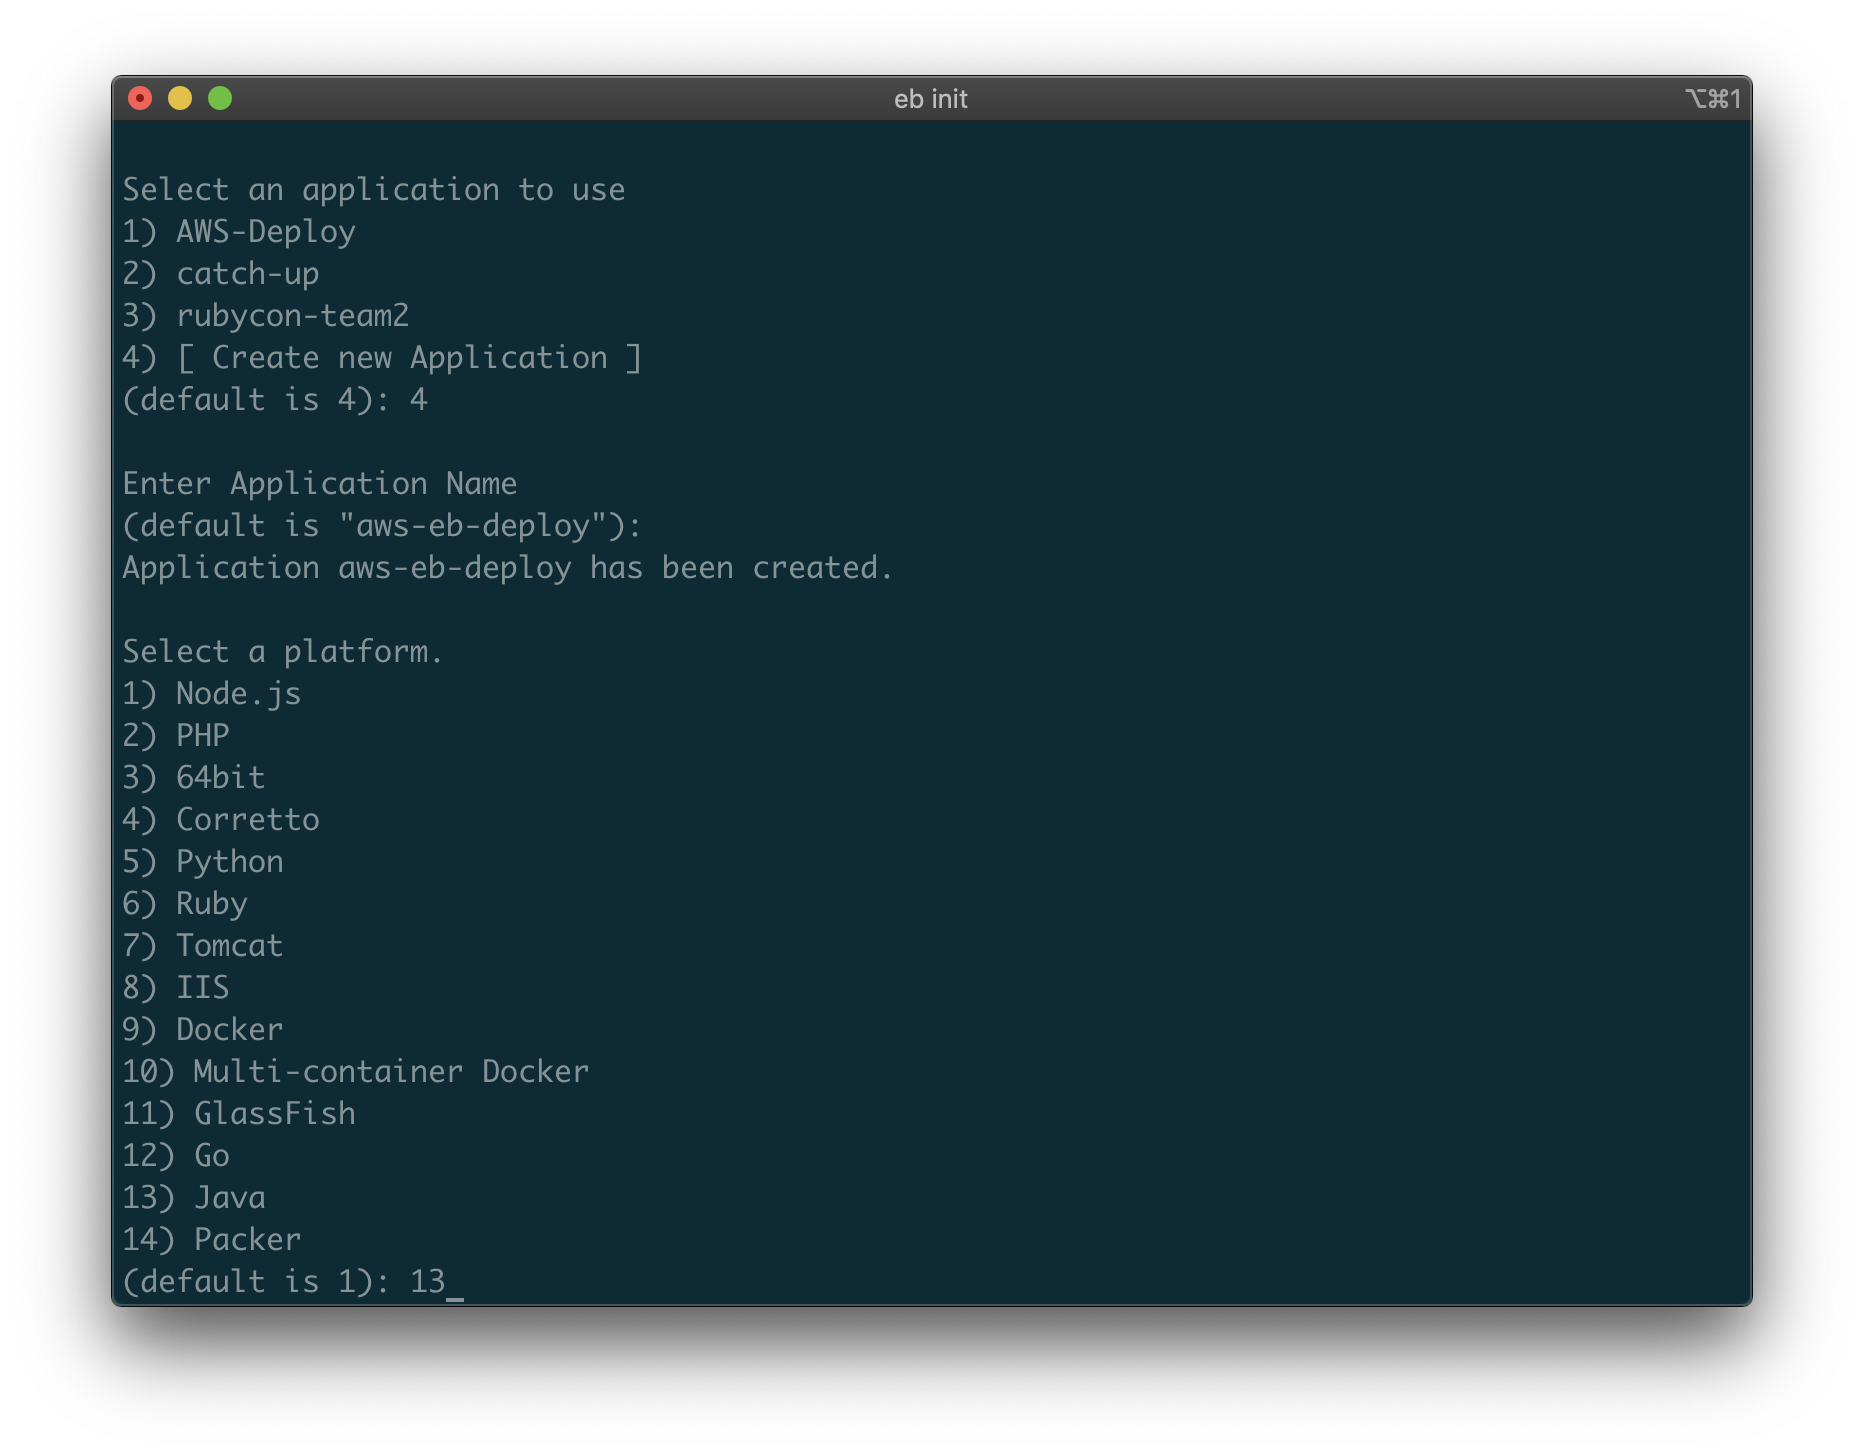 eb init
⌥⌘1
Select an application to use
1) AWS-Deploy
2) catch-up
3) rubycon-team2
4) [ Create new Application ]
(default is 4): 4
Enter Application Name
(default is "aws-eb-deploy"):
Application aws-eb-deploy has been created.
Select a platform.
1) Node.js
2) PHP
3) 64bit
4) Corretto
5) Python
6) Ruby
7) Tomcat
8) IIS
9) Docker
10) Multi-container Docker
11) GlassFish
12) Go
13) Java
14) Packer
(default is 1): 13_